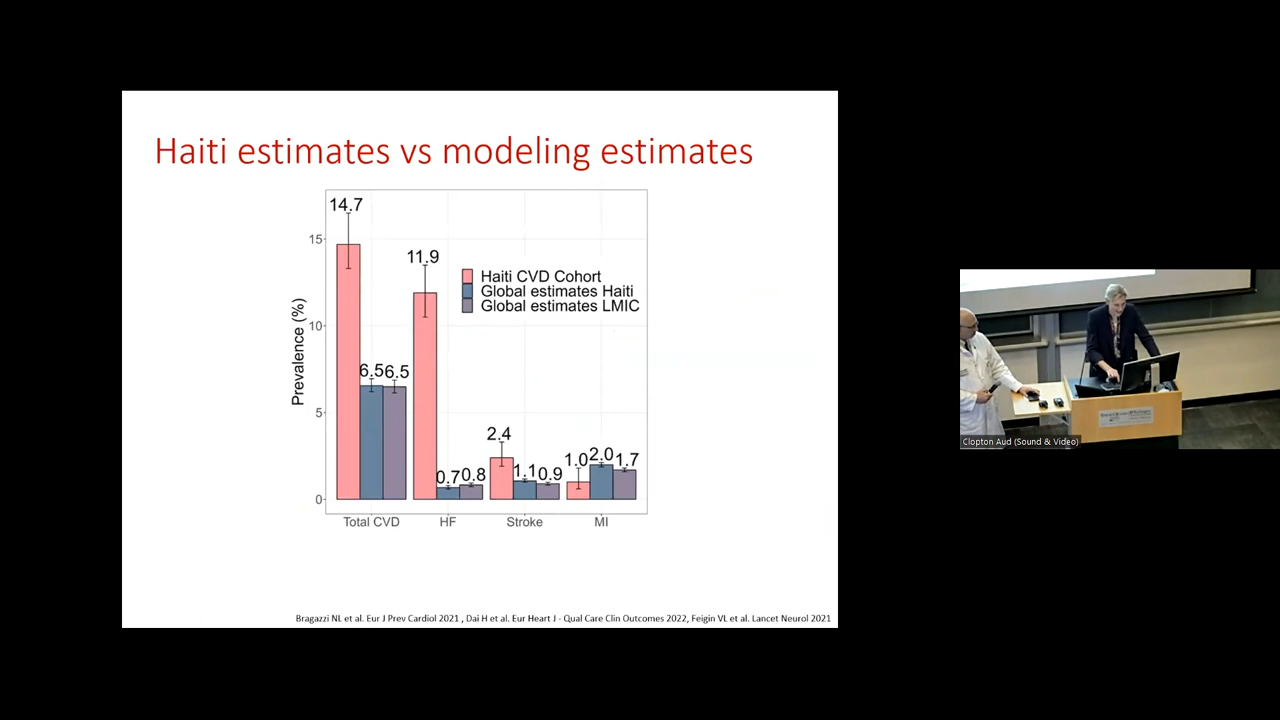 Haiti estimates vs modeling estimates
14.7
11.9
Haiti CVD Cohort
Global estimates Haiti
Global estimates LMIC
6.5 6.5
2.4
0.7 0.8
1.1 0.9
1.0 2.0 1.7
15
10
5
0
Prevalence (%)
Total CVD HF Stroke MI
Bragazzi NL et al. Eur J Prev Cardiol 2021 , Dai H et al. Eur Heart J - Qual Care Clin Outcomes 2022, Feigin VL et al. Lancet Neurol 2021
Clopton Aud (Sound & Video)